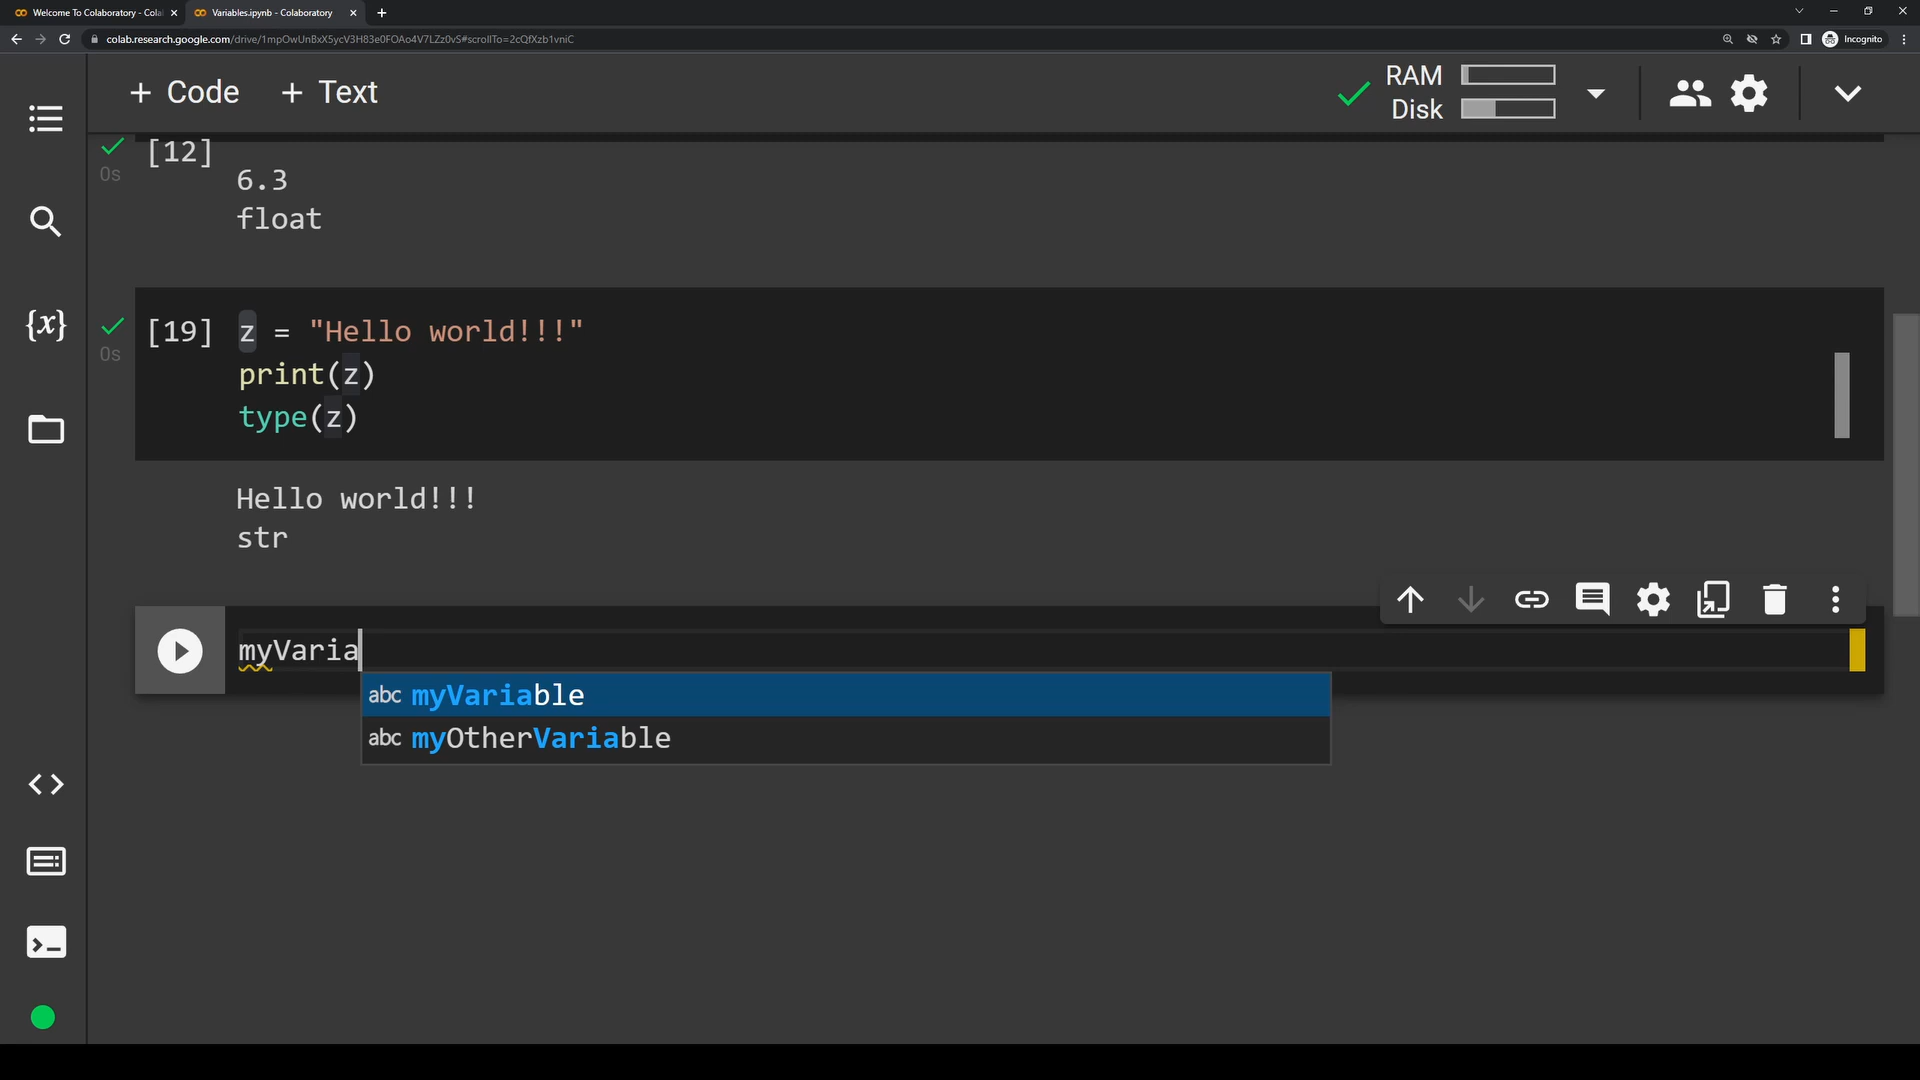 Welcome To Colaboratory - Cola
Variables.ipynb - Colaboratory
colab.research.google.com/drive/1mpOwUnBxX5ycV3H83e0FOAo4V7LZz0vS#scrollTo=2cQfXzb1vniC
Incognito
+ Code + Text
RAM
Disk
[12]
0s
6.3
float
{x}
[19] z = "Hello world!!!"
0s
print(z)
type(z)
Hello world!!!
str
myVaria
abc myVariable
abc myOtherVariable